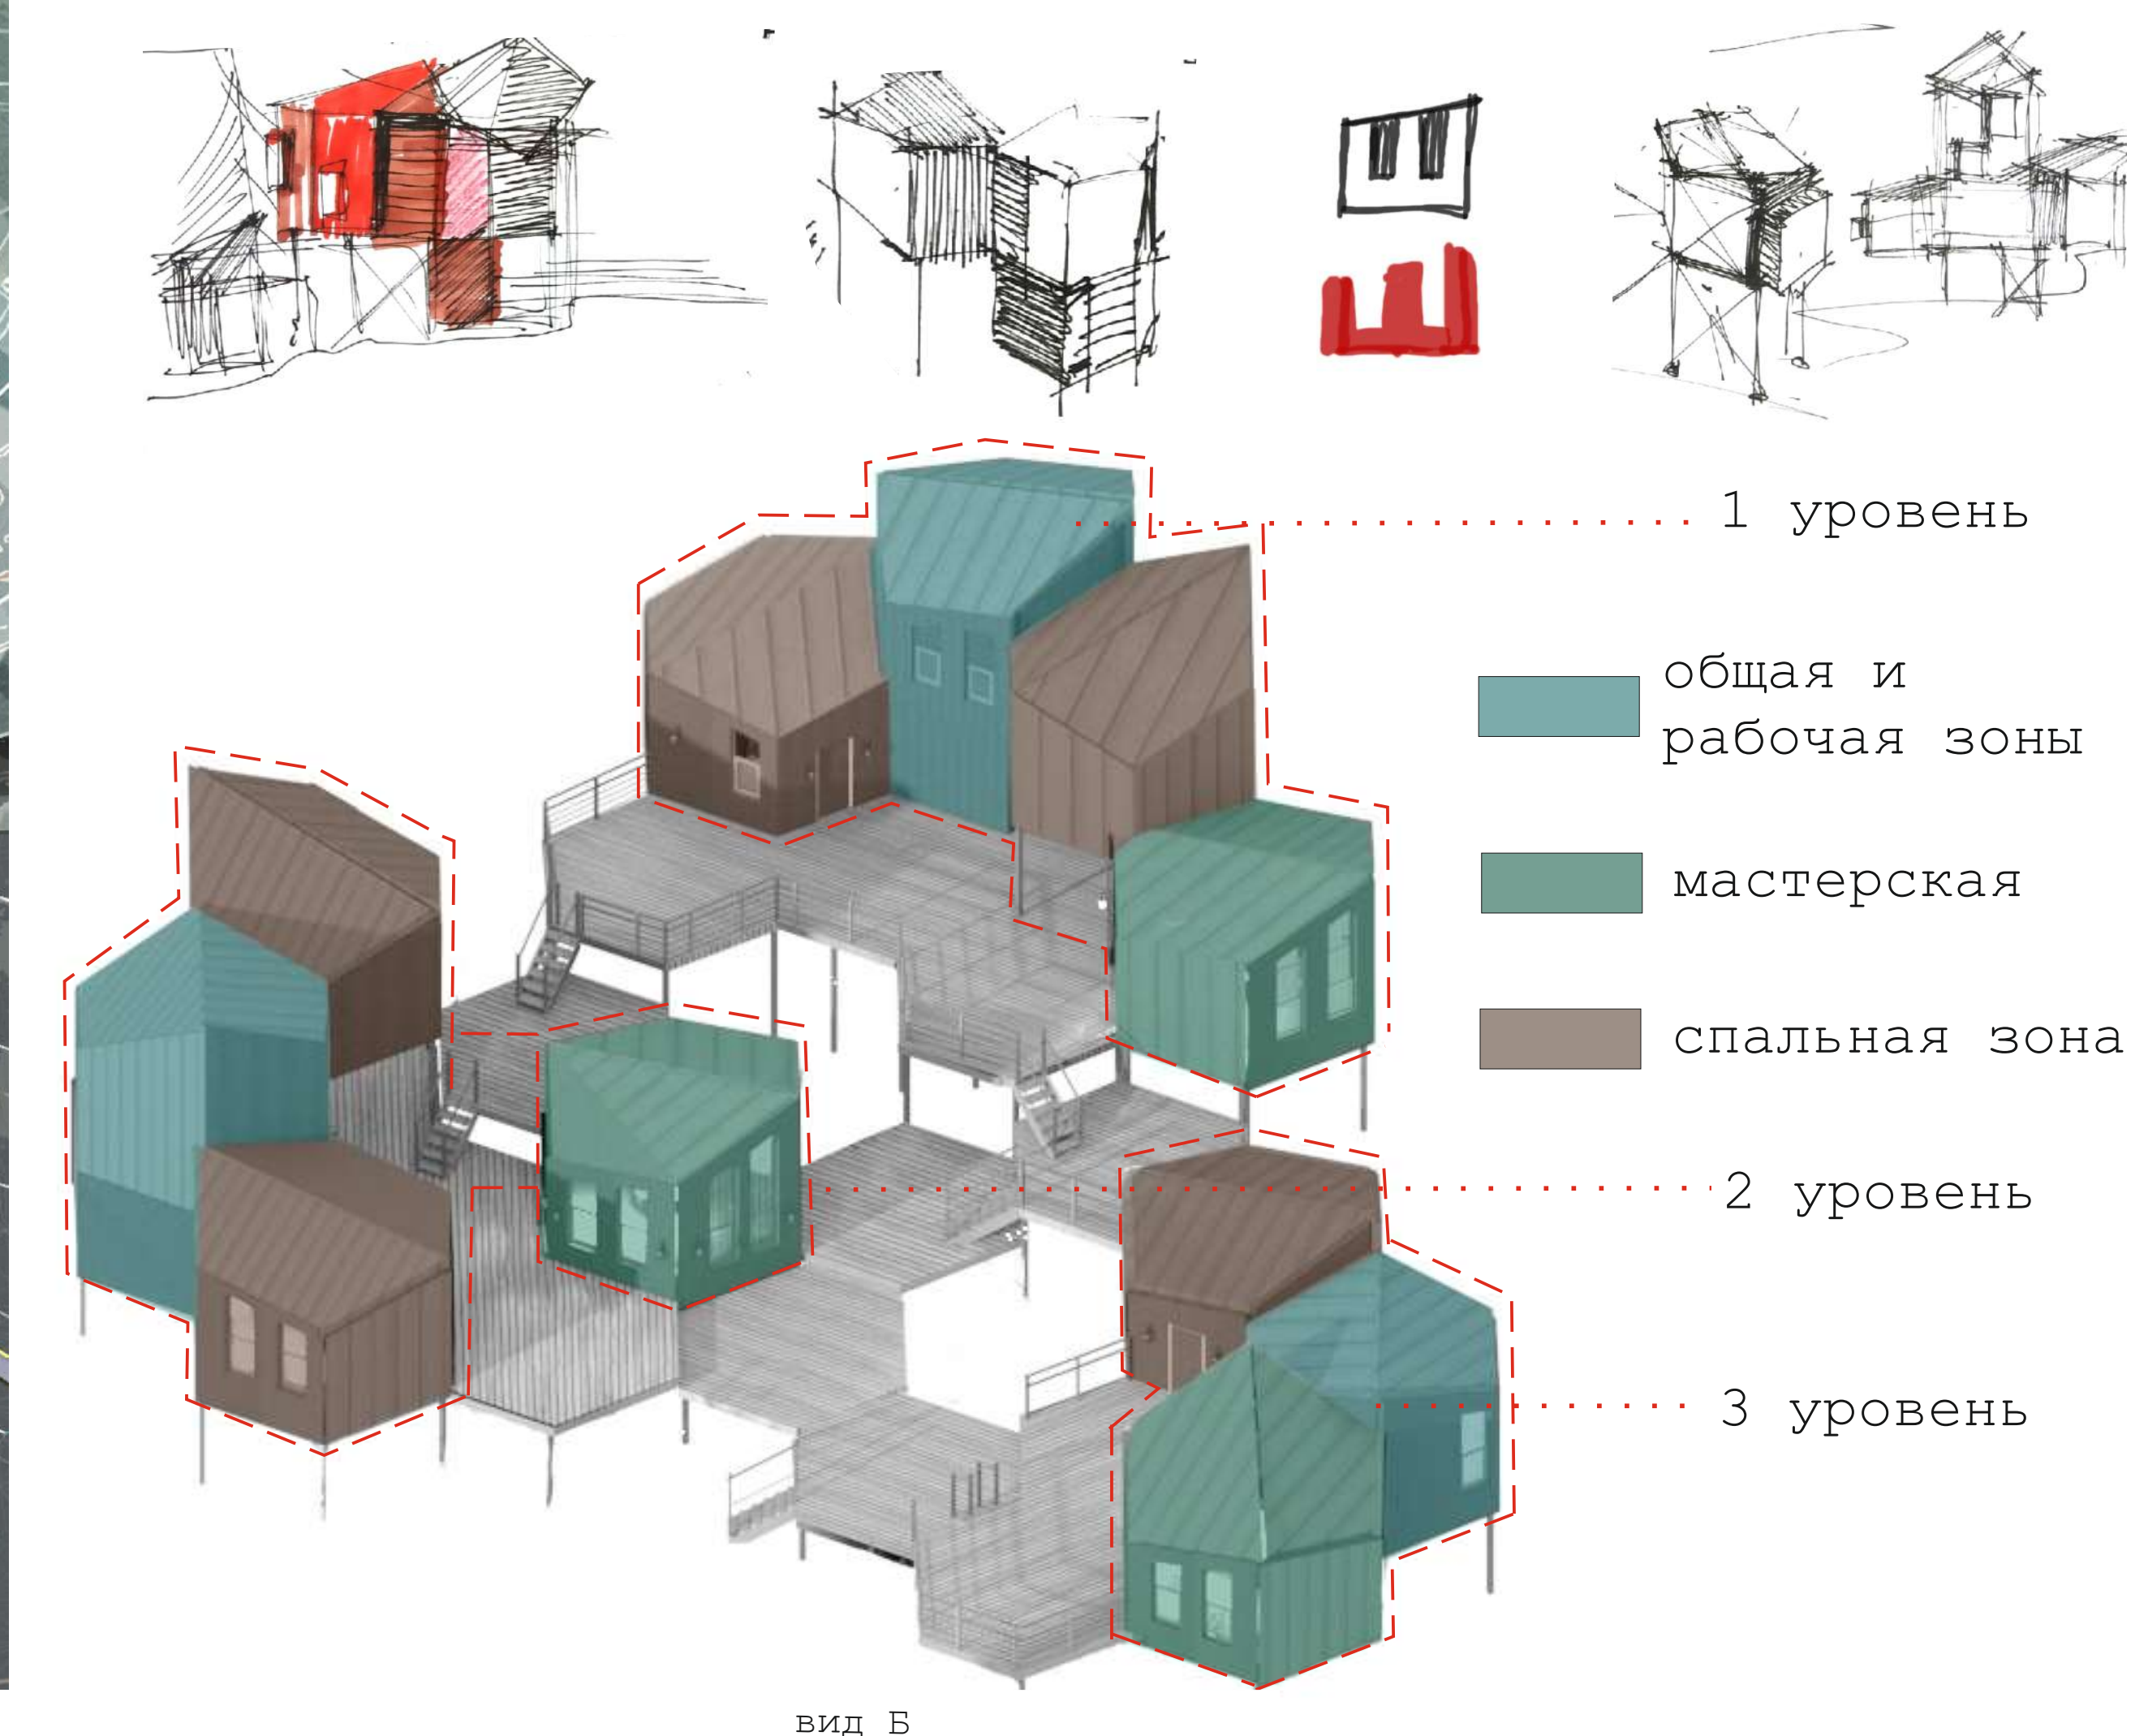 1 уровень
общая и
рабочая зоны
мастерская
спальная зона
2 уровень
3 уровень
вид Б